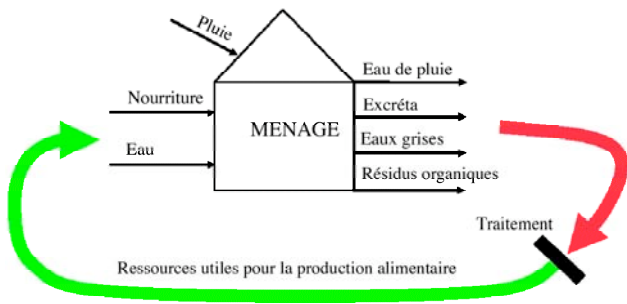 Pluie
Eau de pluie
Nourriture
Excréta
MENAGE
Eaux grises
Eau
Résidus organiques
Traitement
Ressources utiles pour la production alimentaire